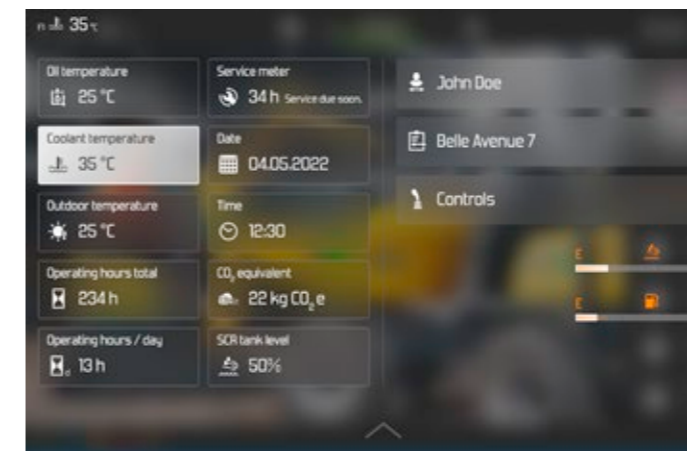 F1 35 °C
Oil temperature
25 °C
Coolant temperature
35 °C
Outdoor temperature
25 °C
Operating hours total
234 h
Operating hours / day
13 h
Service meter
34 h Service due soon.
Date
04.05.2022
Time
12:30
CO₂ equivalent
22 kg CO₂e
SCR tank level
50%
John Doe
Belle Avenue 7
Controls
E
E